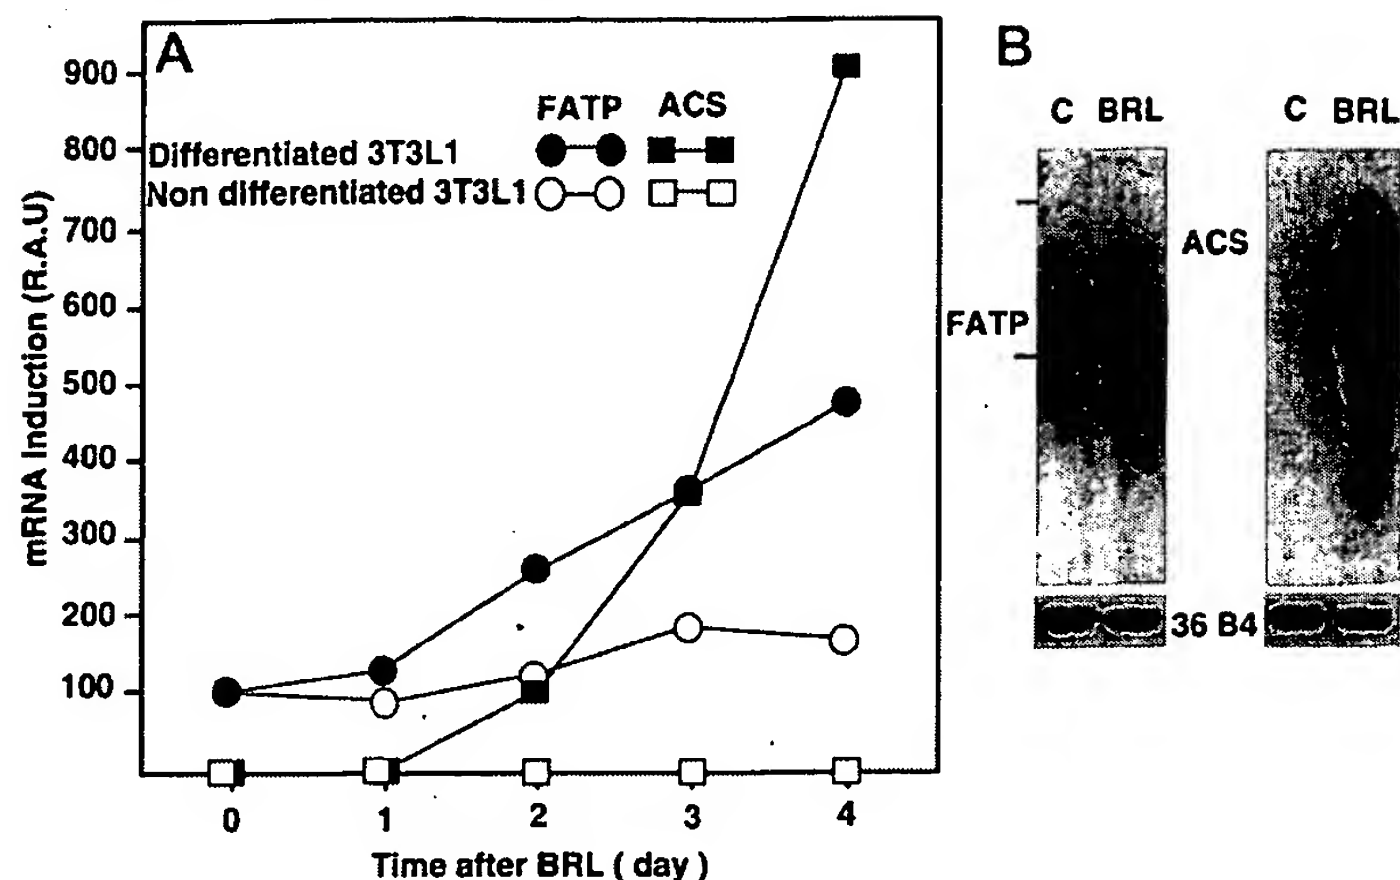 A
B
FATP ACS
Differentiated 3T3L1
Non differentiated 3T3L1
mRNA Induction (R.A.U)
900
800
700
600
500
400
300
200
100
0 1 2 3 4
Time after BRL ( day )
C BRL
C BRL
ACS
FATP
36 B4